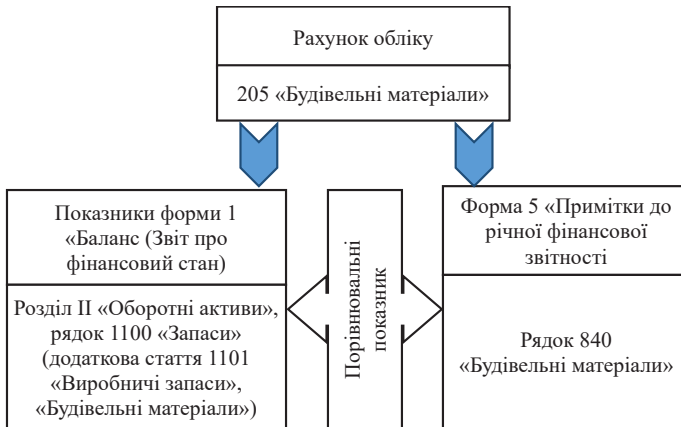 Рахунок обліку
205 «Будівельні матеріали»
Показники форми 1
«Баланс (Звіт про
фінансовий стан)
Розділ ІІ «Оборотні активи»,
рядок 1100 «Запаси»
(додаткова стаття 1101
«Виробничі запаси»,
«Будівельні матеріали»)
Порівнювальні
показник
Форма 5 «Примітки до
річної фінансової
звітності
Рядок 840
«Будівельні матеріали»